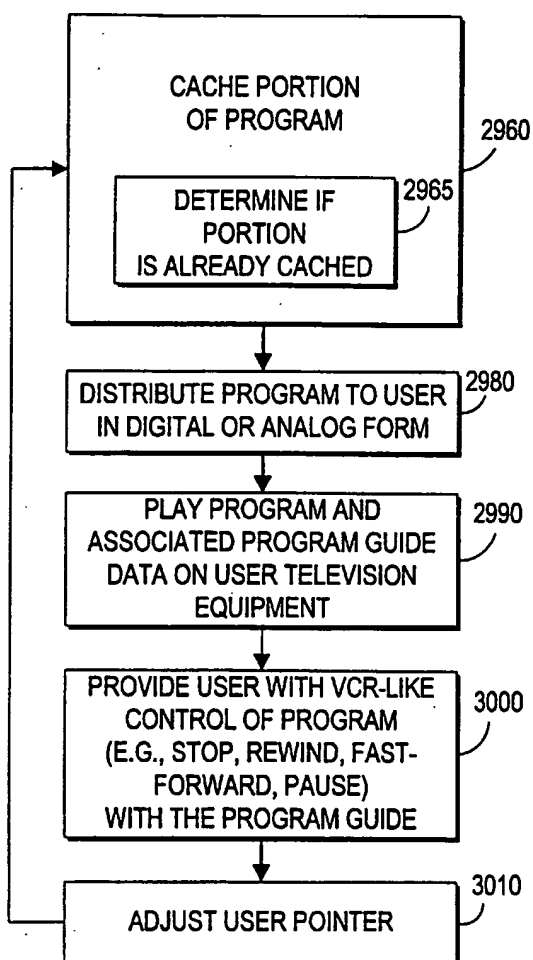 CACHE PORTION
OF PROGRAM
2960
DETERMINE IF
PORTION
IS ALREADY CACHED
2965
DISTRIBUTE PROGRAM TO USER
IN DIGITAL OR ANALOG FORM
2980
PLAY PROGRAM AND
ASSOCIATED PROGRAM GUIDE
DATA ON USER TELEVISION
EQUIPMENT
2990
PROVIDE USER WITH VCR-LIKE
CONTROL OF PROGRAM
(E.G., STOP, REWIND, FAST-
FORWARD, PAUSE)
WITH THE PROGRAM GUIDE
3000
ADJUST USER POINTER
3010